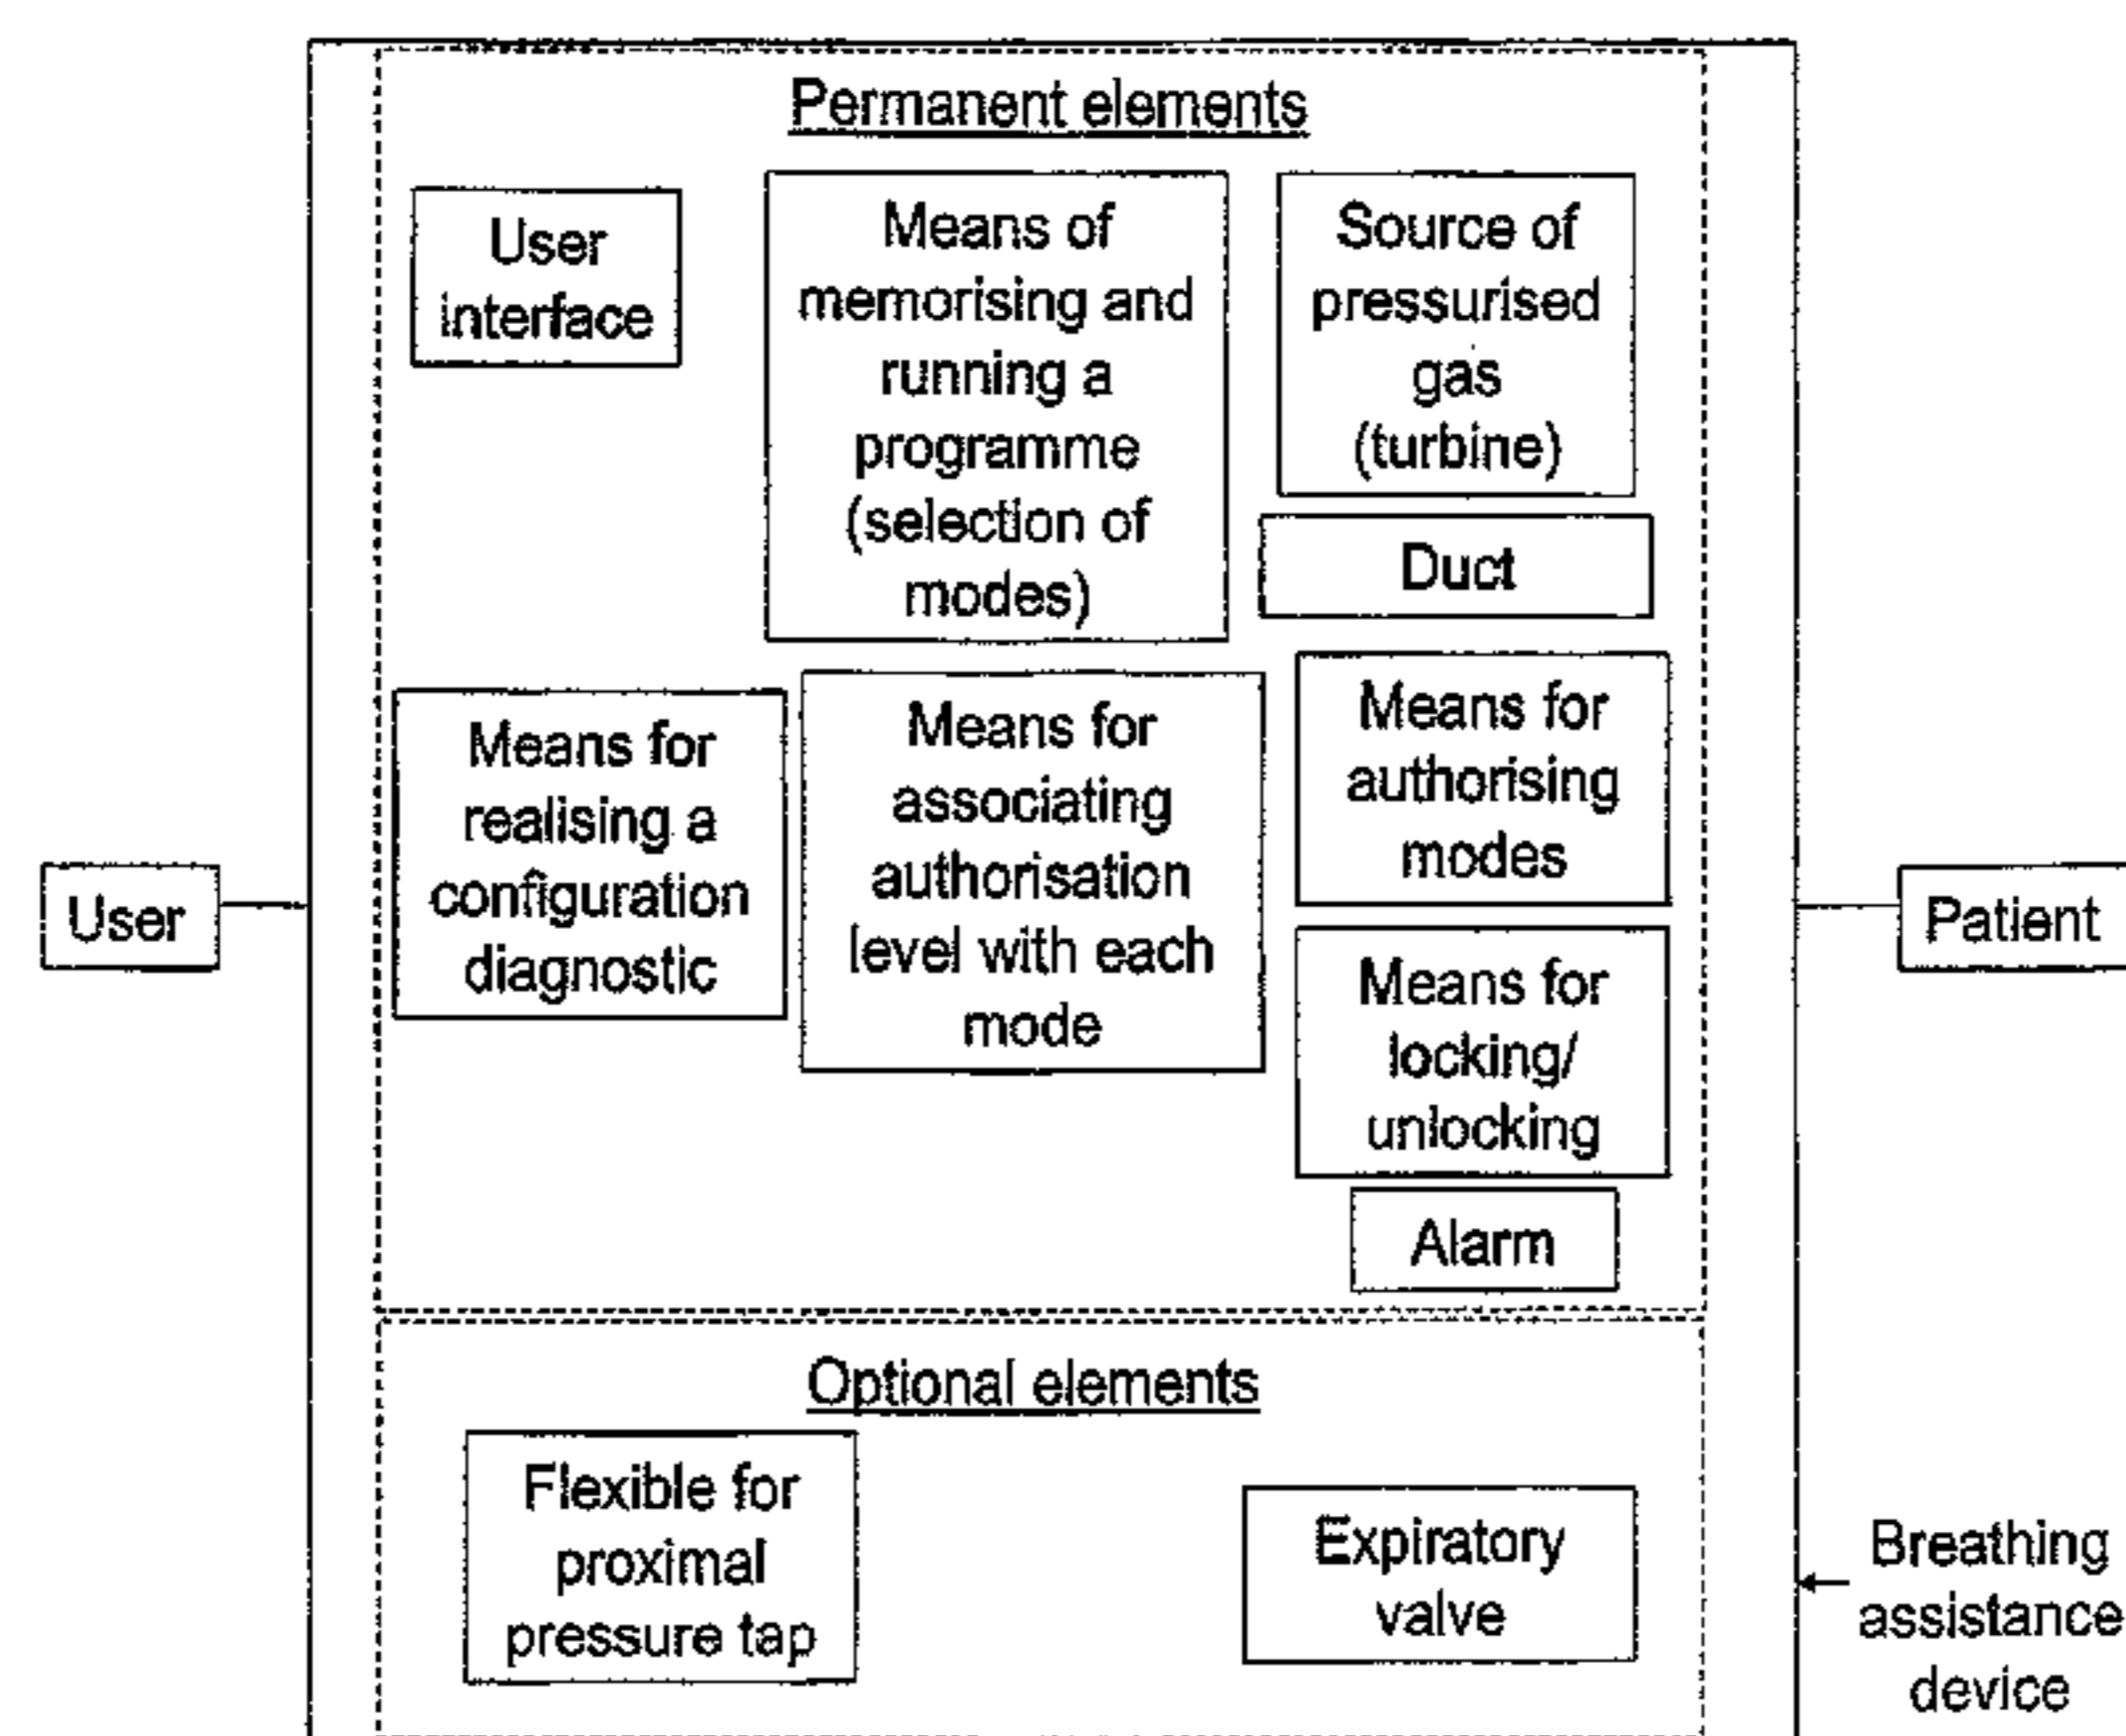 Permanent elements
User
interface
Means of
memorising and
running a
programme
(selection of
modes)
Source of
pressurised
gas
(turbine)
Duct
Means for
realising a
configuration
diagnostic
Means for
associating
authorisation
level with each
mode
Means for
authorising
modes
Means for
locking/
unlocking
Alarm
User
Patient
Optional elements
Flexible for
proximal
pressure tap
Expiratory
valve
Breathing
assistance
device